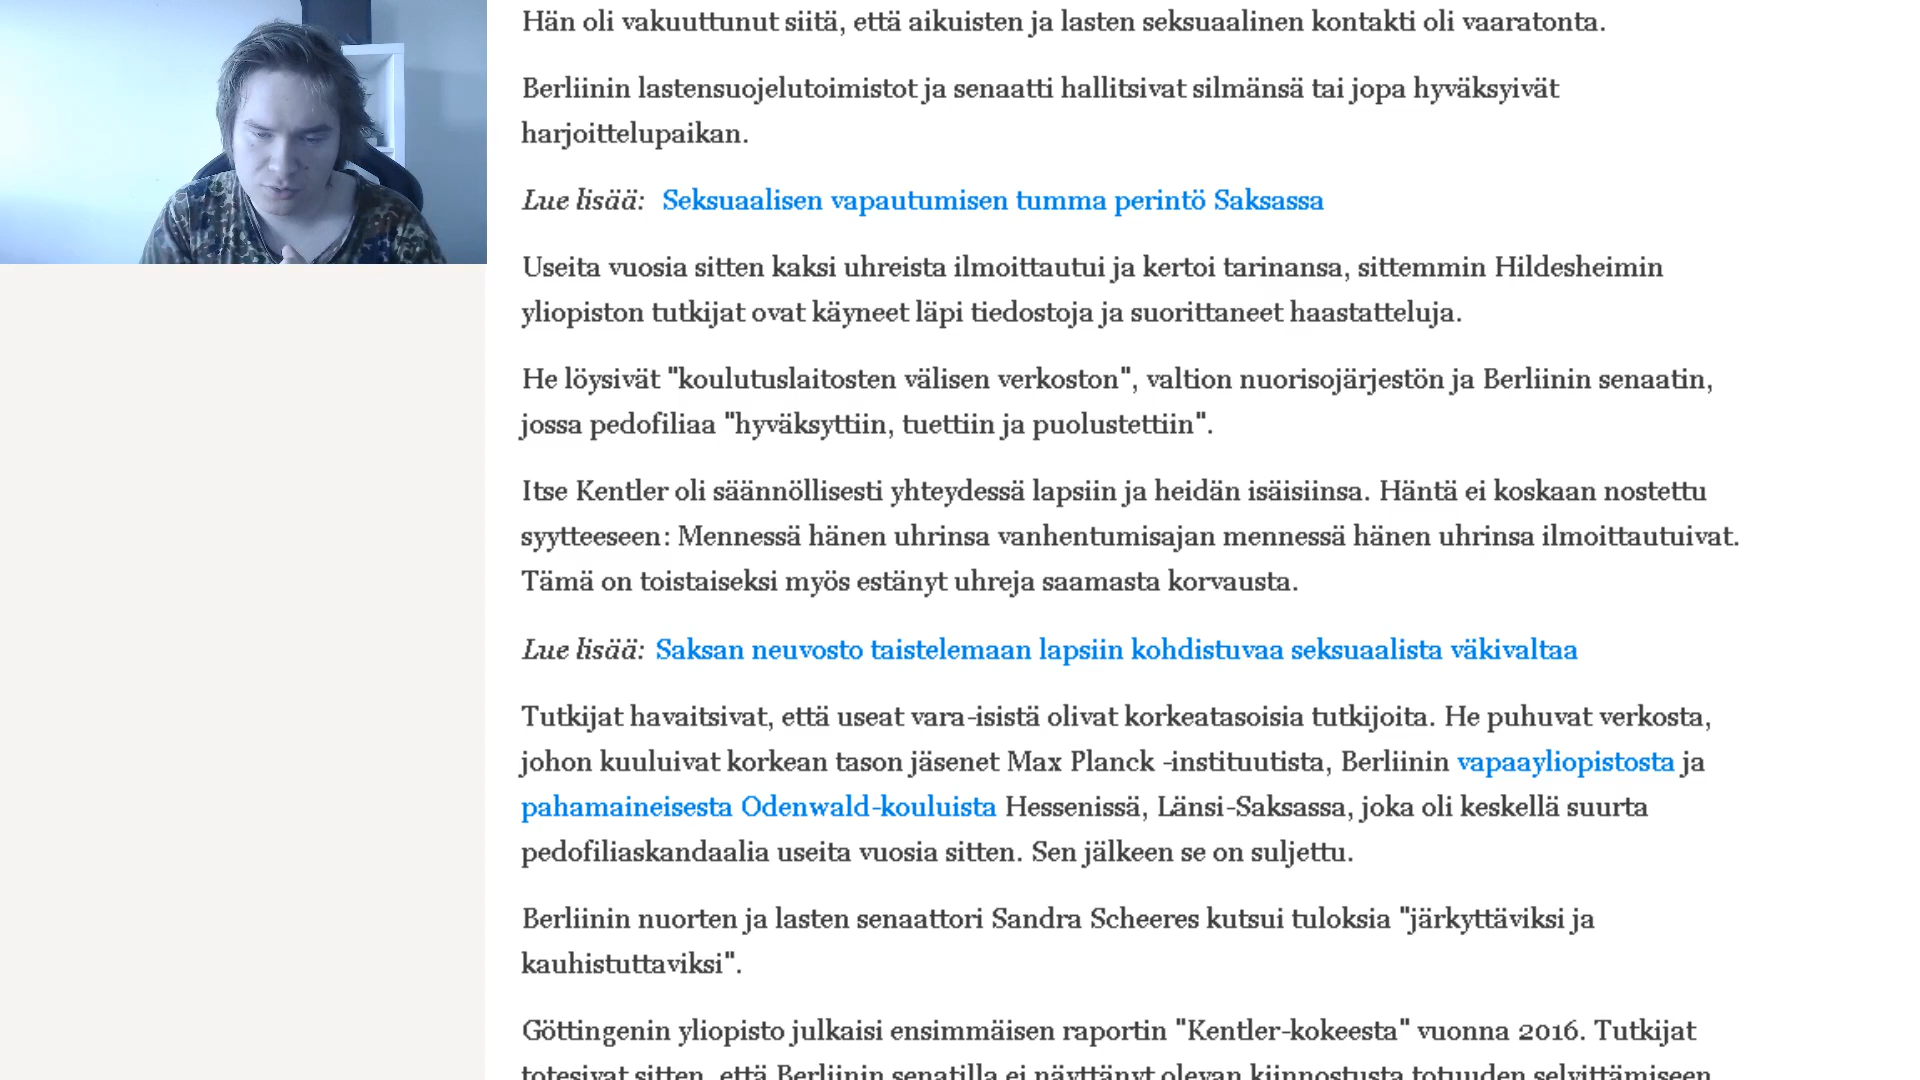 Hän oli vakuuttunut siitä, että aikuisten ja lasten seksuaalinen kontakti oli vaaratonta.
Berliinin lastensuojelutoimistot ja senaatti hallitsivat silmänsä tai jopa hyväksyivät
harjoittelupaikan.
Lue lisää: Seksuaalisen vapautumisen tumma perintö Saksassa
Useita vuosia sitten kaksi uhreista ilmoittautui ja kertoi tarinansa, sittemmin Hildesheimin
yliopiston tutkijat ovat käyneet läpi tiedostoja ja suorittaneet haastatteluja.
He löysivät "koulutuslaitosten välisen verkoston", valtion nuorisojärjestön ja Berliinin senaatin,
jossa pedofiliaa "hyväksyttiin, tuettiin ja puolustettiin".
Itse Kentler oli säännöllisesti yhteydessä lapsiin ja heidän isäisiinsa. Häntä ei koskaan nostettu
syytteeseen: Mennessä hänen uhrinsa vanhentumisajan mennessä hänen uhrinsa ilmoittautuivat.
Tämä on toistaiseksi myös estänyt uhreja saamasta korvausta.
Lue lisää: Saksan neuvosto taistelemaan lapsiin kohdistuvaa seksuaalista väkivaltaa
Tutkijat havaitsivat, että useat vara-isistä olivat korkeatasoisia tutkijoita. He puhuvat verkosta,
johon kuuluivat korkean tason jäsenet Max Planck -instituutista, Berliinin vapaayliopistosta ja
pahamaineisesta Odenwald-kouluista Hessenissä, Länsi-Saksassa, joka oli keskellä suurta
pedofiliaskandaalia useita vuosia sitten. Sen jälkeen se on suljettu.
Berliinin nuorten ja lasten senaattori Sandra Scheeres kutsui tuloksia "järkyttäviksi ja
kauhistuttaviksi".
Göttingenin yliopisto julkaisi ensimmäisen raportin "Kentler-kokeesta" vuonna 2016. Tutkijat
totesivat sitten, että Berliinin senatilla ei näyttänyt olevan kiinnostusta totuuden selvittämiseen